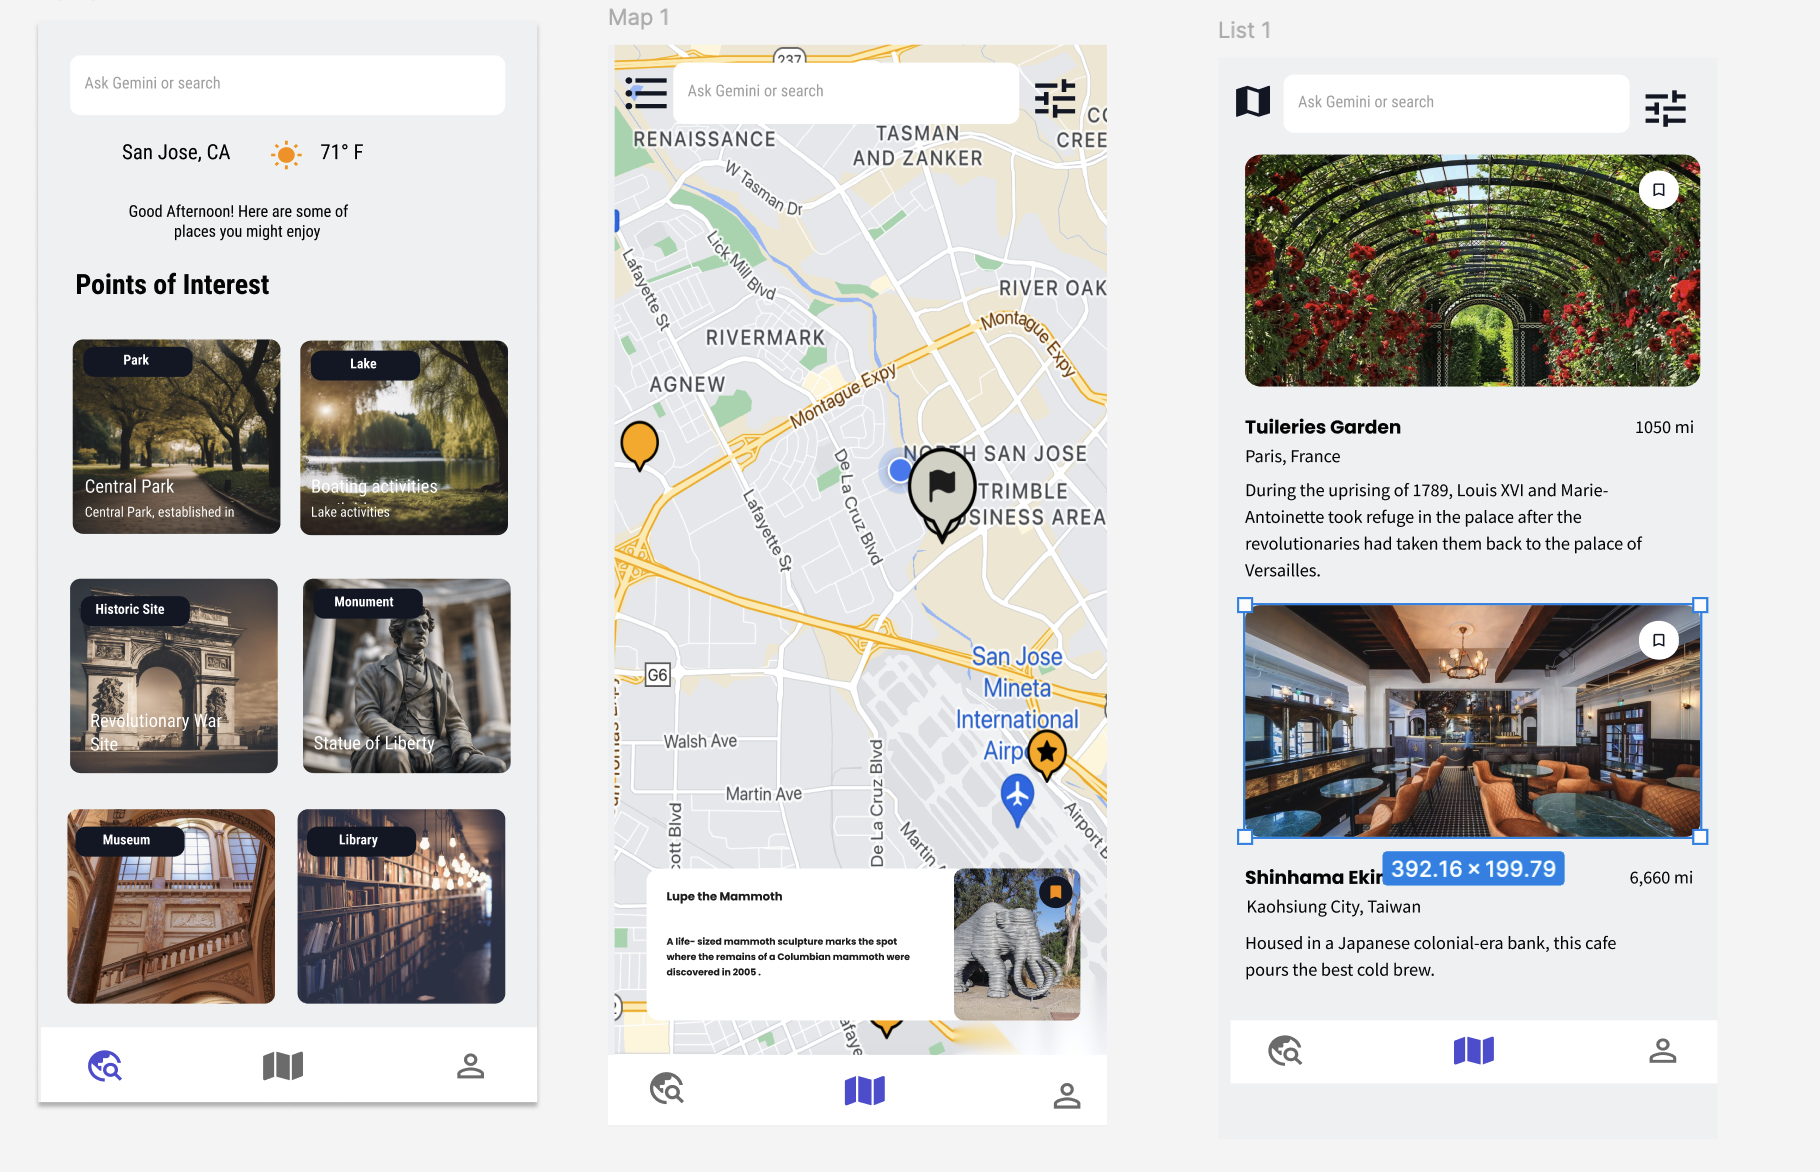 Ask Gemini or search
San Jose, CA
71° F
Good Afternoon! Here are some of
places you might enjoy
Points of Interest
Park
Central Park
Central Park, established in
Lake
Boating activities
Lake activities
Historic Site
Revolutionary War
Site
Monument
Statue of Liberty
Museum
Library
Map 1
237
Ask Gemini or search
RENAISSANCE
TASMAN
AND ZANKER
CO
CREE
W Tasman Dr
Lafayette St
Lick Mill Blvd
RIVER OAK
RIVERMARK
Montague Expy
AGNEW
Montague Expy
NORTH SAN JOSE
De La Cruz Blvd
TRIMBLE
SINESS AREA
Lafayette St
San Jose
Mineta
International
Airpo
G6
Walsh Ave
Martin Ave
De La Cruz Blvd
cott Blvd
Martin A
Airport B
Lupe the Mammoth
A life- sized mammoth sculpture marks the spot
where the remains of a Columbian mammoth were
discovered in 2005 .
afaye
List 1
Ask Gemini or search
Tuileries Garden
1050 mi
Paris, France
During the uprising of 1789, Louis XVI and Marie-
Antoinette took refuge in the palace after the
revolutionaries had taken them back to the palace of
Versailles.
392.16 × 199.79
Shinhama Ekin
6,660 mi
Kaohsiung City, Taiwan
Housed in a Japanese colonial-era bank, this cafe
pours the best cold brew.